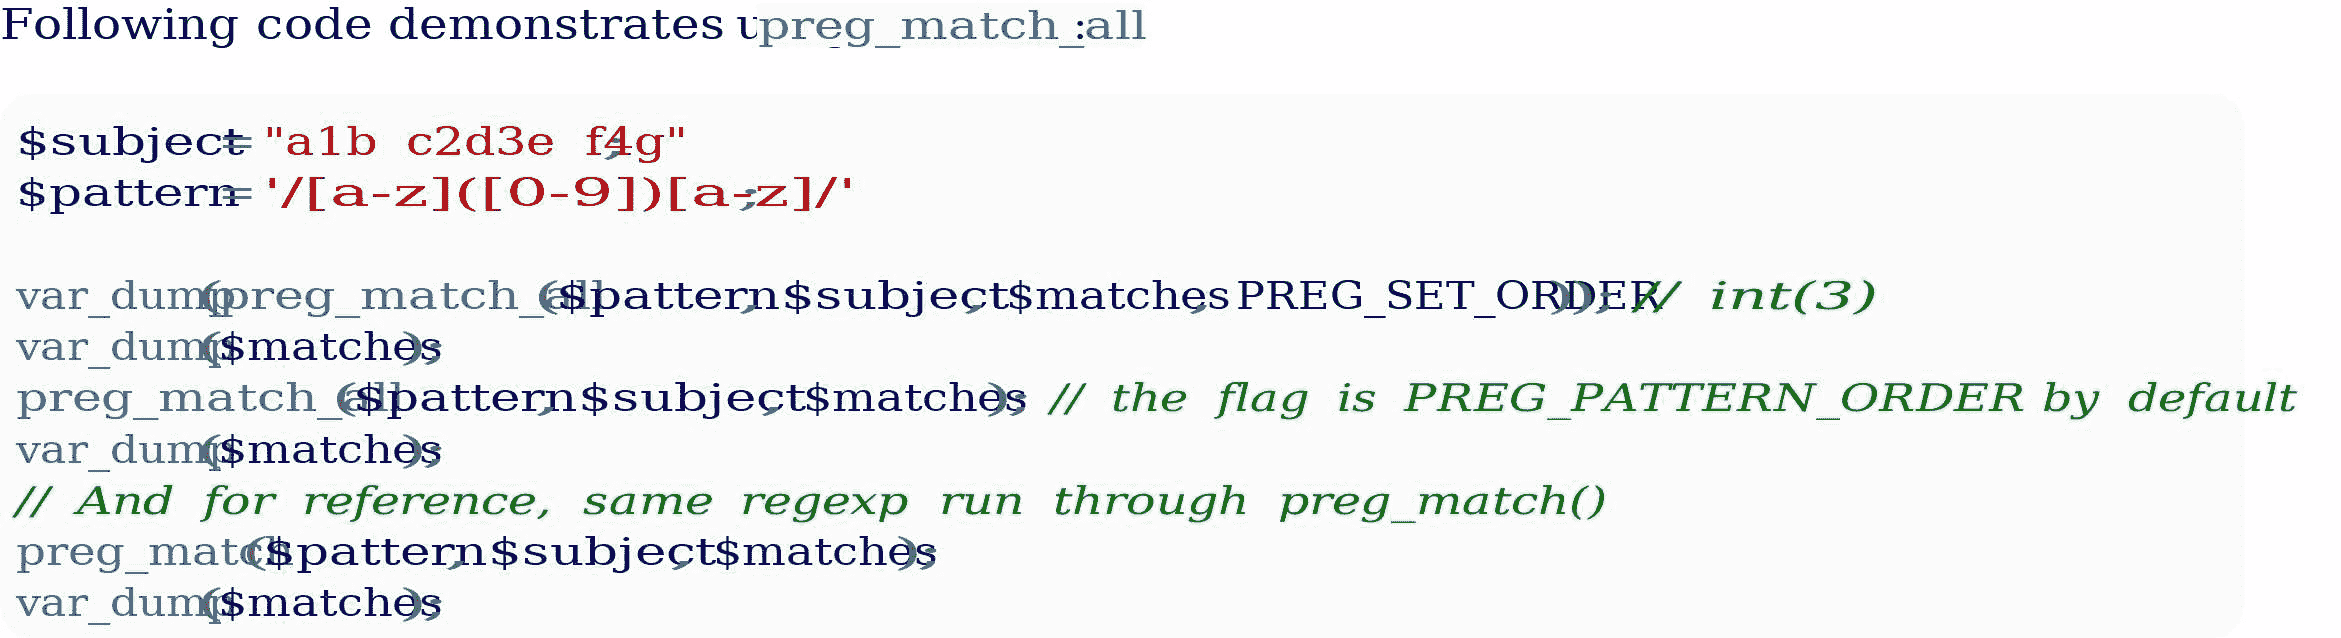 Following code demonstrates preg_match_all:
$subject = "a1b c2d3e f4g";
$pattern = '/[a-z]([0-9])[a-z]/';
var_dump(preg_match_all($pattern, $subject, $matches, PREG_SET_ORDER)); // int(3)
var_dump($matches);
preg_match_all($pattern, $subject, $matches); // the flag is PREG_PATTERN_ORDER by default
var_dump($matches);
// And for reference, same regexp run through preg_match()
preg_match($pattern, $subject, $matches);
var_dump($matches);